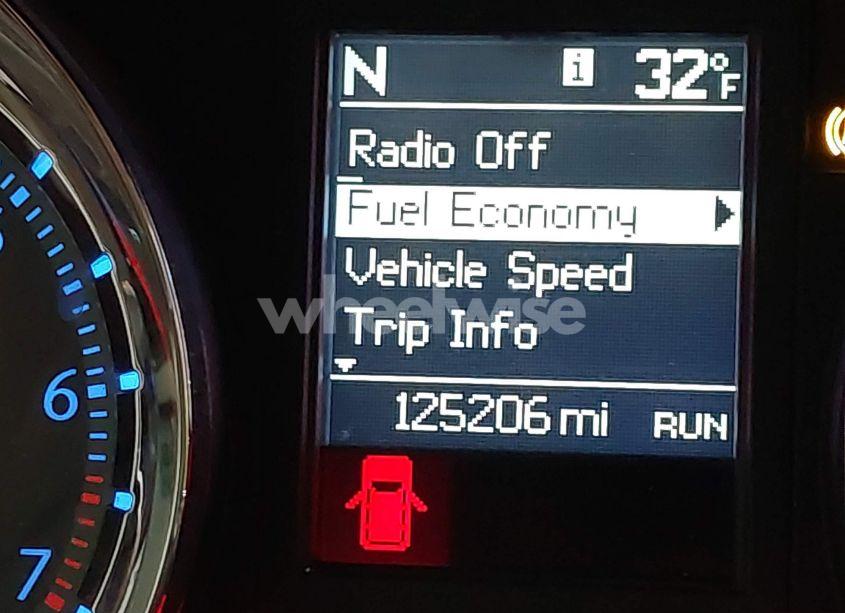 N i 32°F
Radio Off
Fuel Economy
Vehicle Speed
Trip Info
125206 mi RUN
6
7
wheelwise